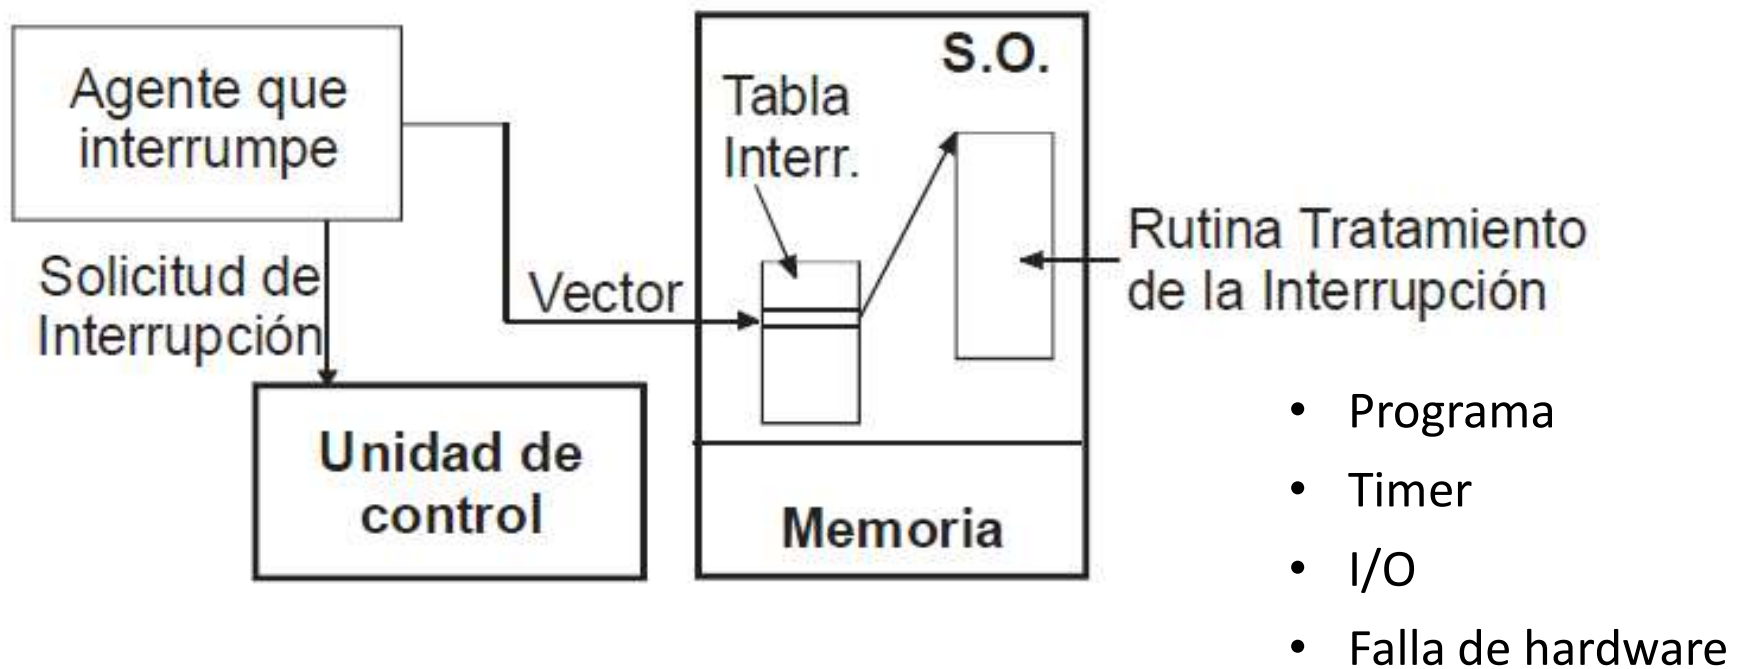 Agente que
interrumpe
Solicitud de
Interrupción
Unidad de
control
Vector
S.O.
Tabla
Interr.
Memoria
Rutina Tratamiento
de la Interrupción
• Programa
• Timer
• I/O
• Falla de hardware